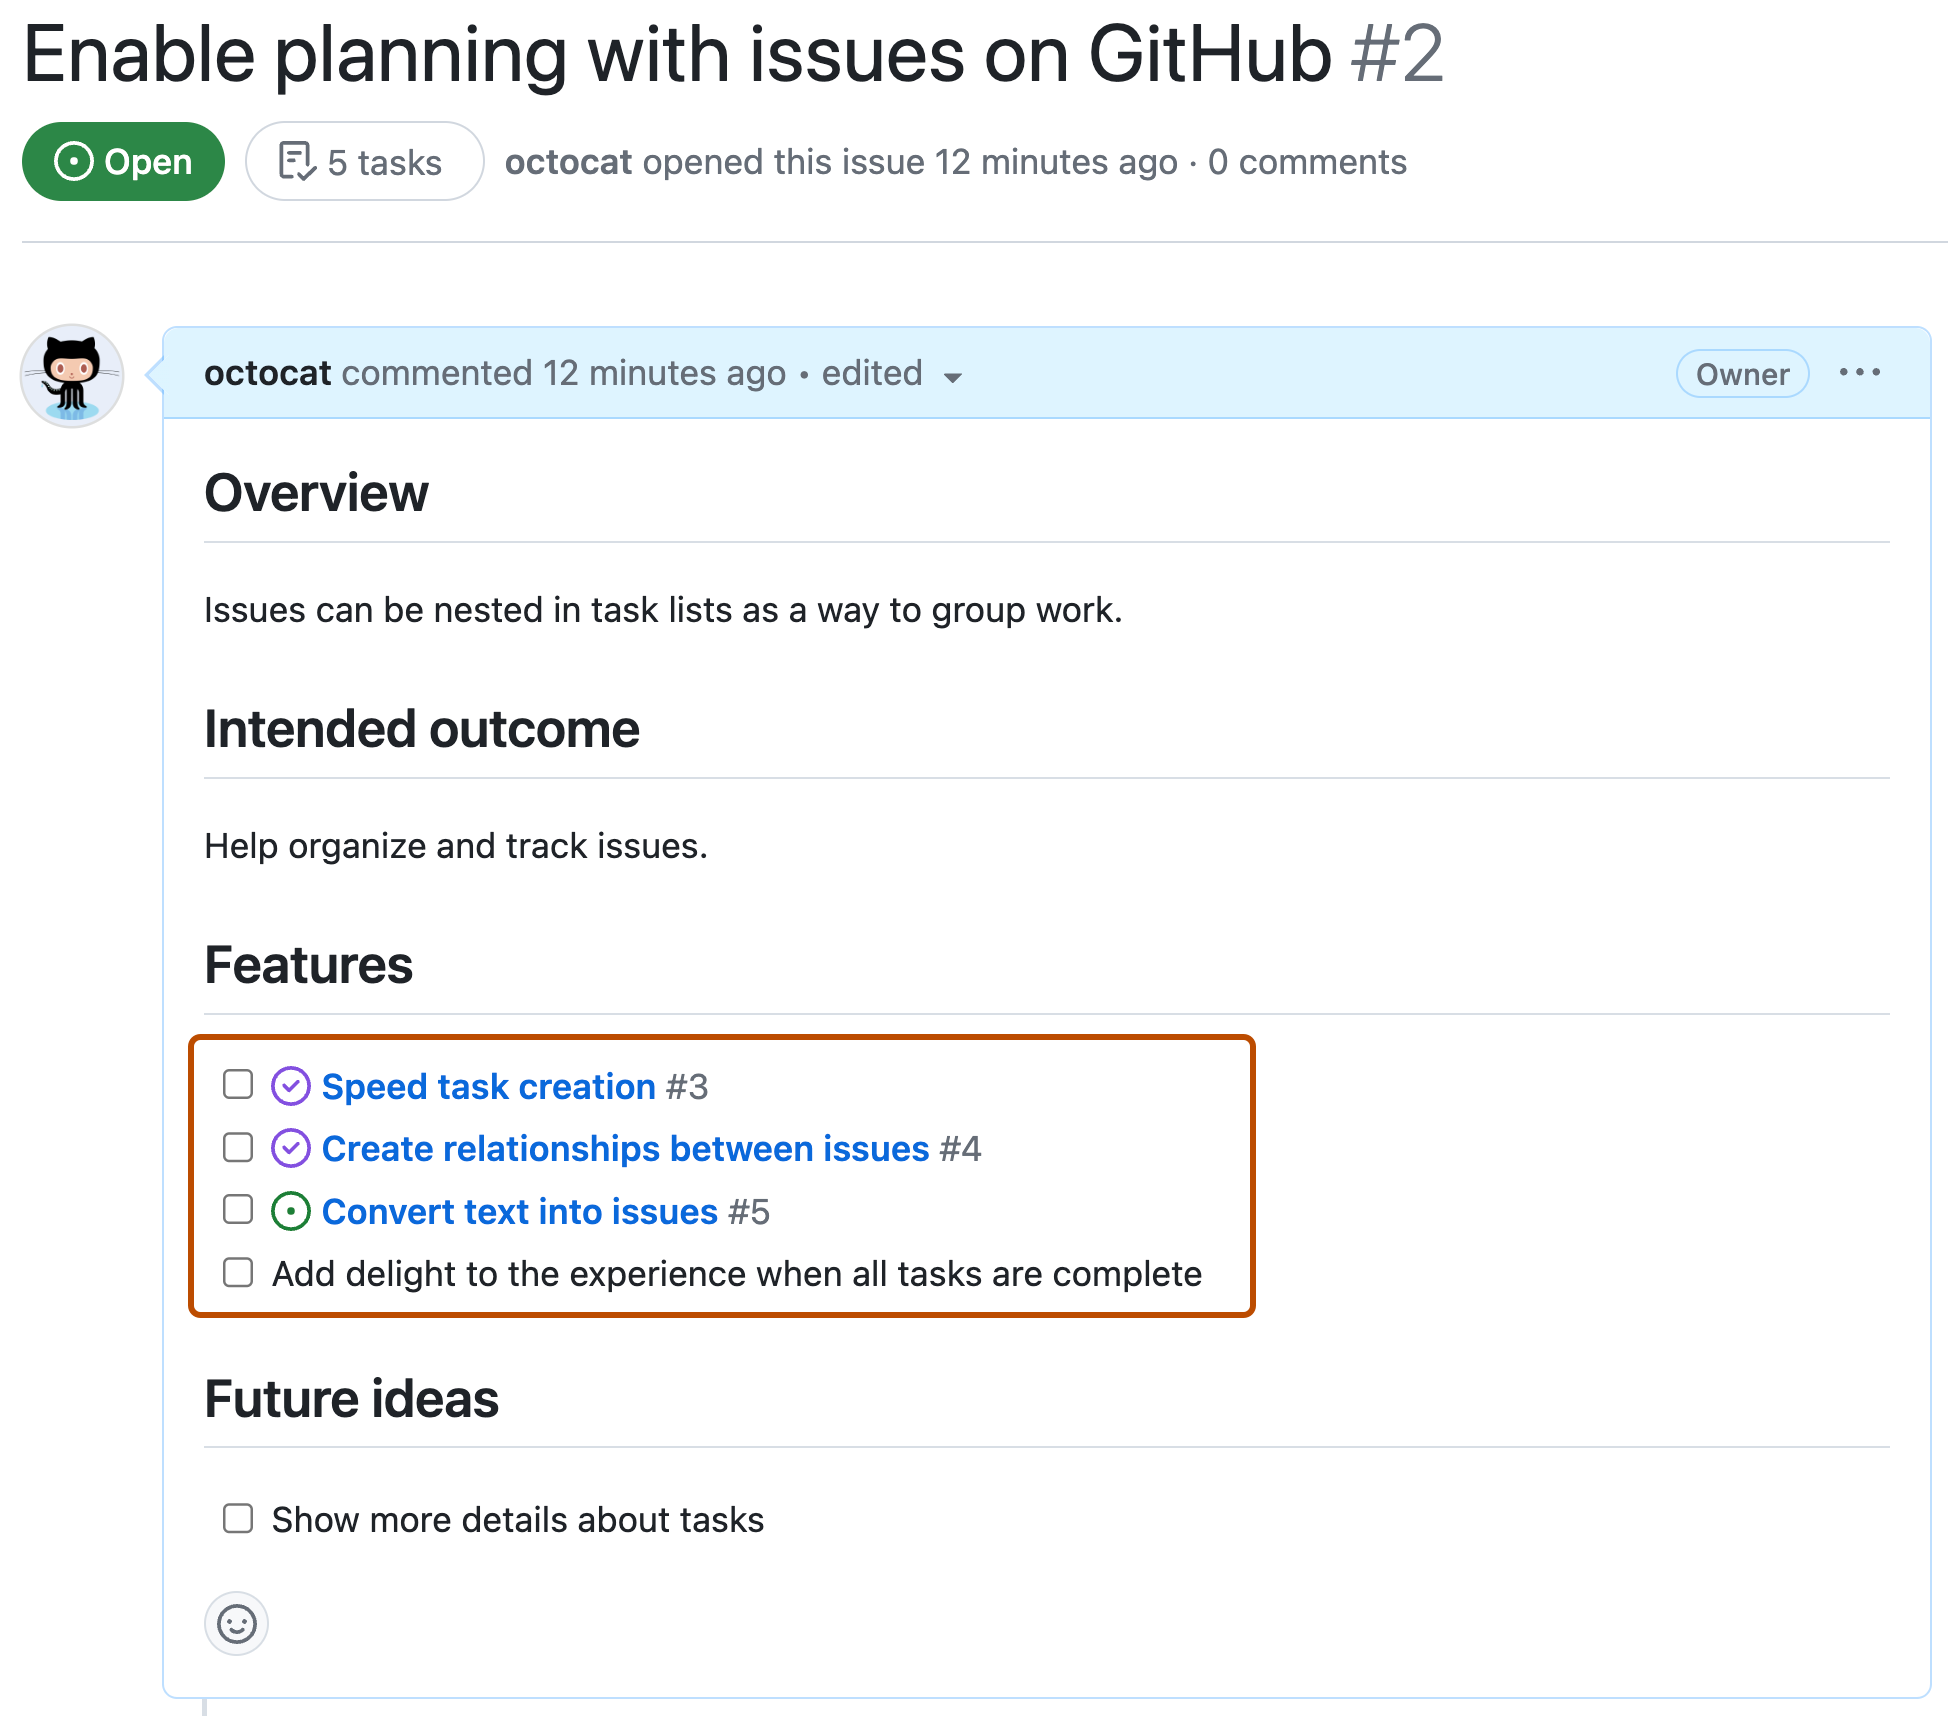 Enable planning with issues on GitHub #2
Open
5 tasks
octocat opened this issue 12 minutes ago · 0 comments
octocat commented 12 minutes ago • edited
Owner
Overview
Issues can be nested in task lists as a way to group work.
Intended outcome
Help organize and track issues.
Features
Speed task creation #3
Create relationships between issues #4
Convert text into issues #5
Add delight to the experience when all tasks are complete
Future ideas
Show more details about tasks